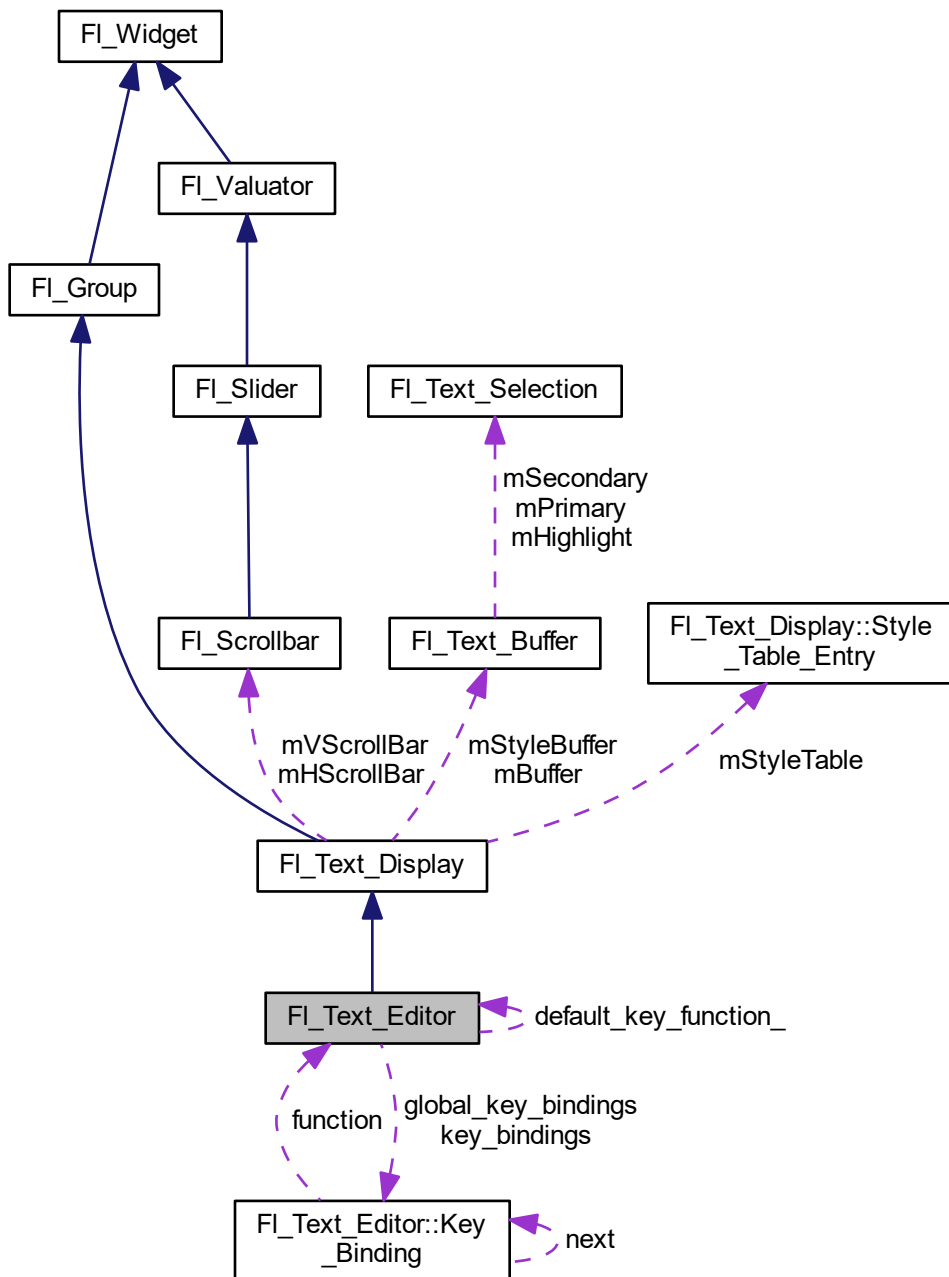 Fl_Widget
Fl_Valuator
Fl_Group
Fl_Slider
Fl_Text_Selection
mSecondary
mPrimary
mHighlight
Fl_Scrollbar
Fl_Text_Buffer
Fl_Text_Display::Style
_Table_Entry
mVScrollBar
mHScrollBar
mStyleBuffer
mBuffer
mStyleTable
Fl_Text_Display
Fl_Text_Editor
default_key_function_
function
global_key_bindings
key_bindings
Fl_Text_Editor::Key
_Binding
next